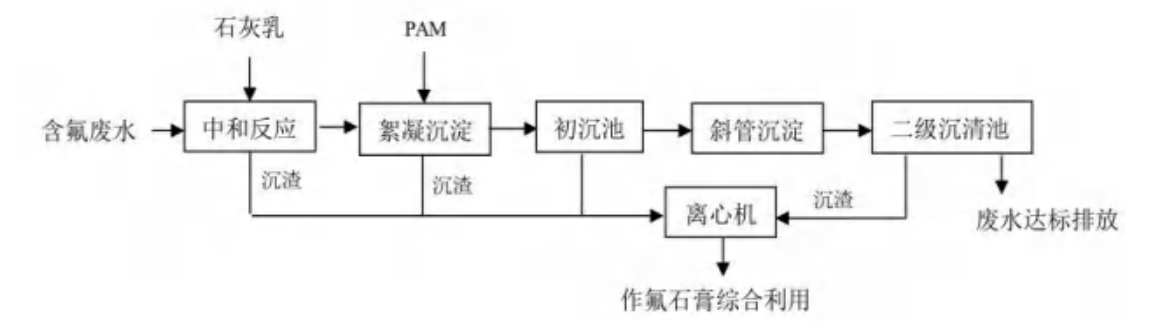 石灰乳
PAM
含氟废水
中和反应
絮凝沉淀
初沉池
斜管沉淀
二级沉清池
沉渣
沉渣
离心机
沉渣
废水达标排放
作氟石膏综合利用